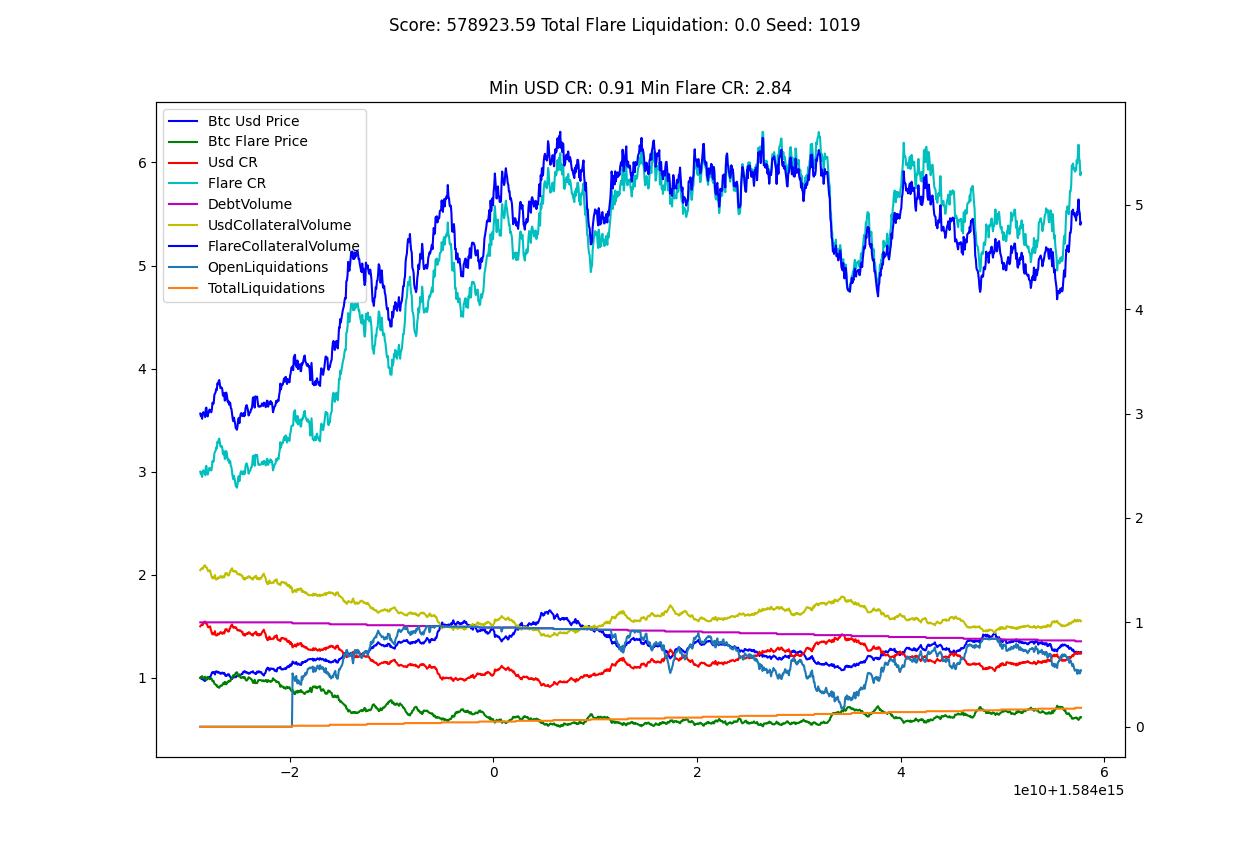 Score: 578923.59 Total Flare Liquidation: 0.0 Seed: 1019
Min USD CR: 0.91 Min Flare CR: 2.84
Btc Usd Price
Btc Flare Price
Usd CR
Flare CR
DebtVolume
UsdCollateralVolume
FlareCollateralVolume
OpenLiquidations
TotalLiquidations
6
5
4
3
2
1
5
4
3
2
1
0
−2
0
2
4
6
1e10+1.584e15